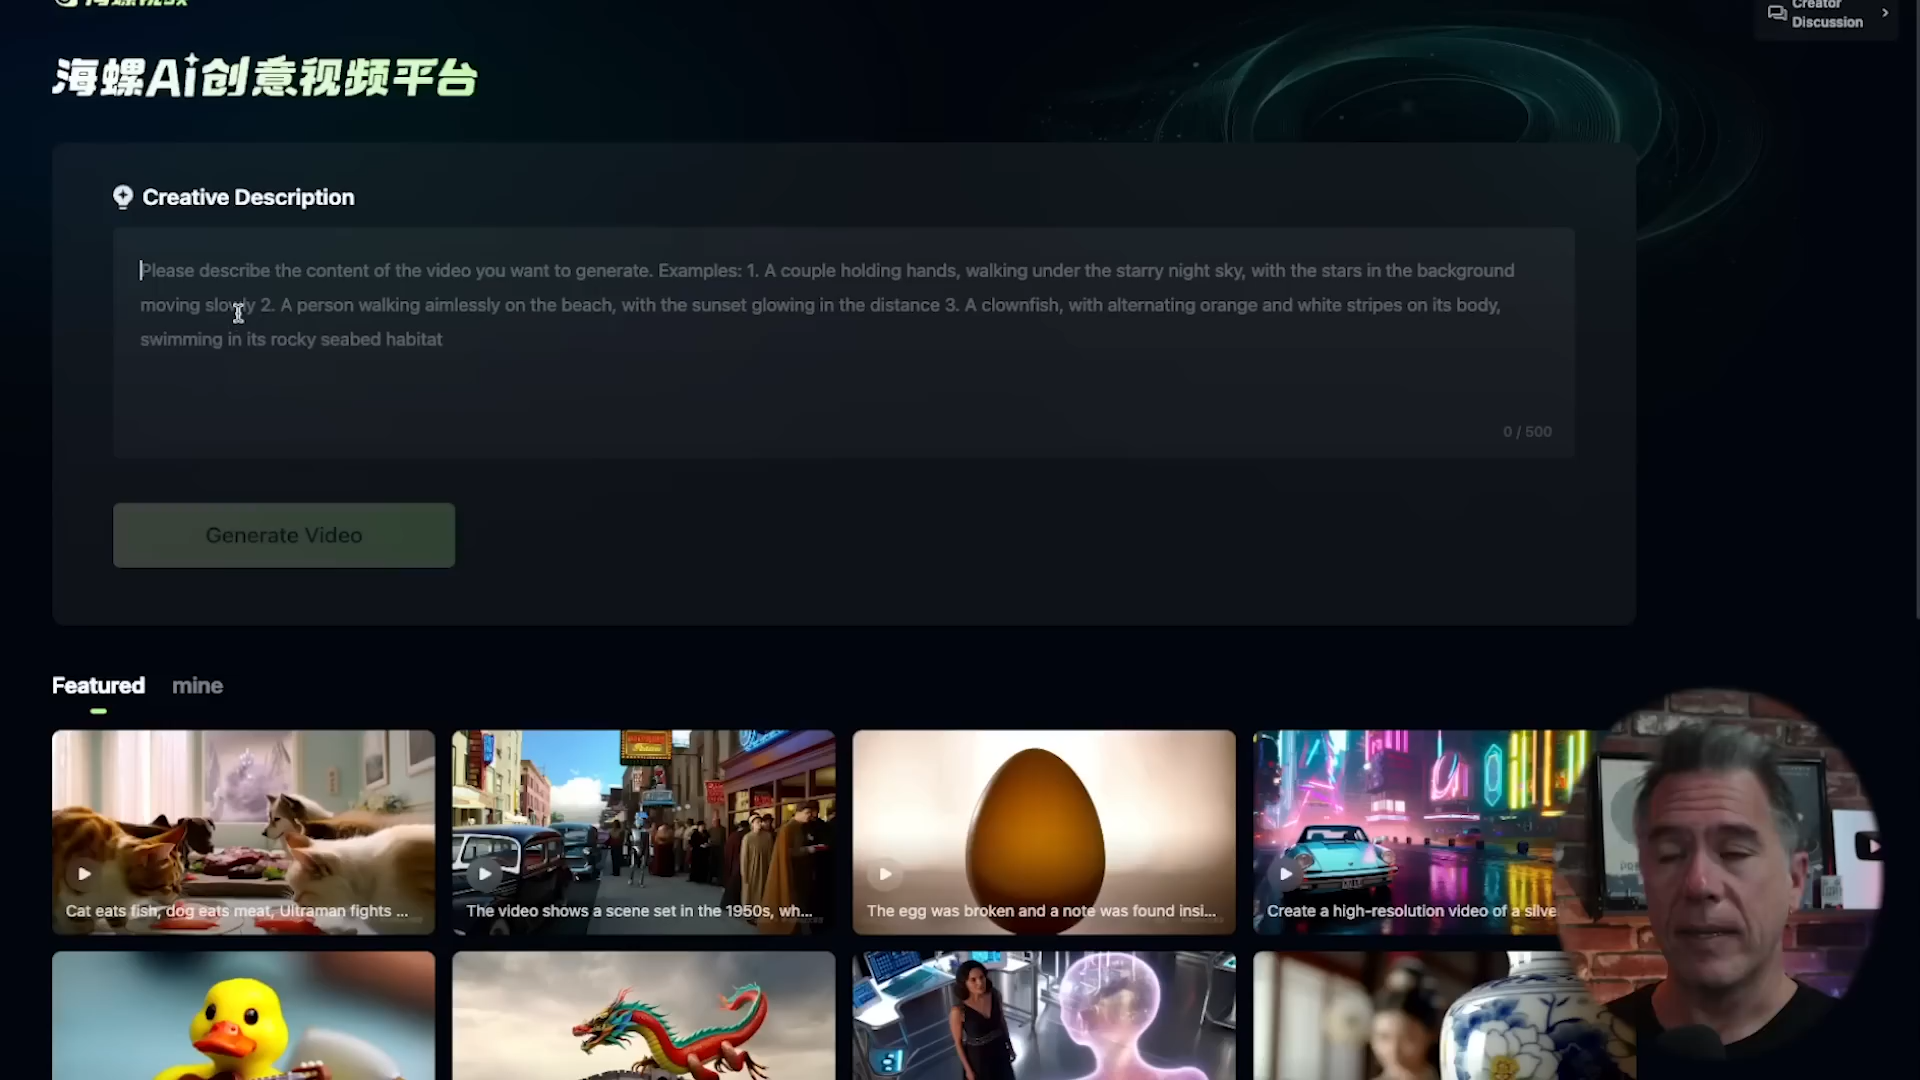 海螺视频
Creator
Discussion
海螺Ai创意视频平台
Creative Description
Please describe the content of the video you want to generate. Examples: 1. A couple holding hands, walking under the starry night sky, with the stars in the background
moving slowly 2. A person walking aimlessly on the beach, with the sunset glowing in the distance 3. A clownfish, with alternating orange and white stripes on its body,
swimming in its rocky seabed habitat
0 / 500
Generate Video
Featured
mine
Cat eats fish, dog eats meat, Ultraman fights ...
The video shows a scene set in the 1950s, wh...
The egg was broken and a note was found insi...
Create a high-resolution video of a silve